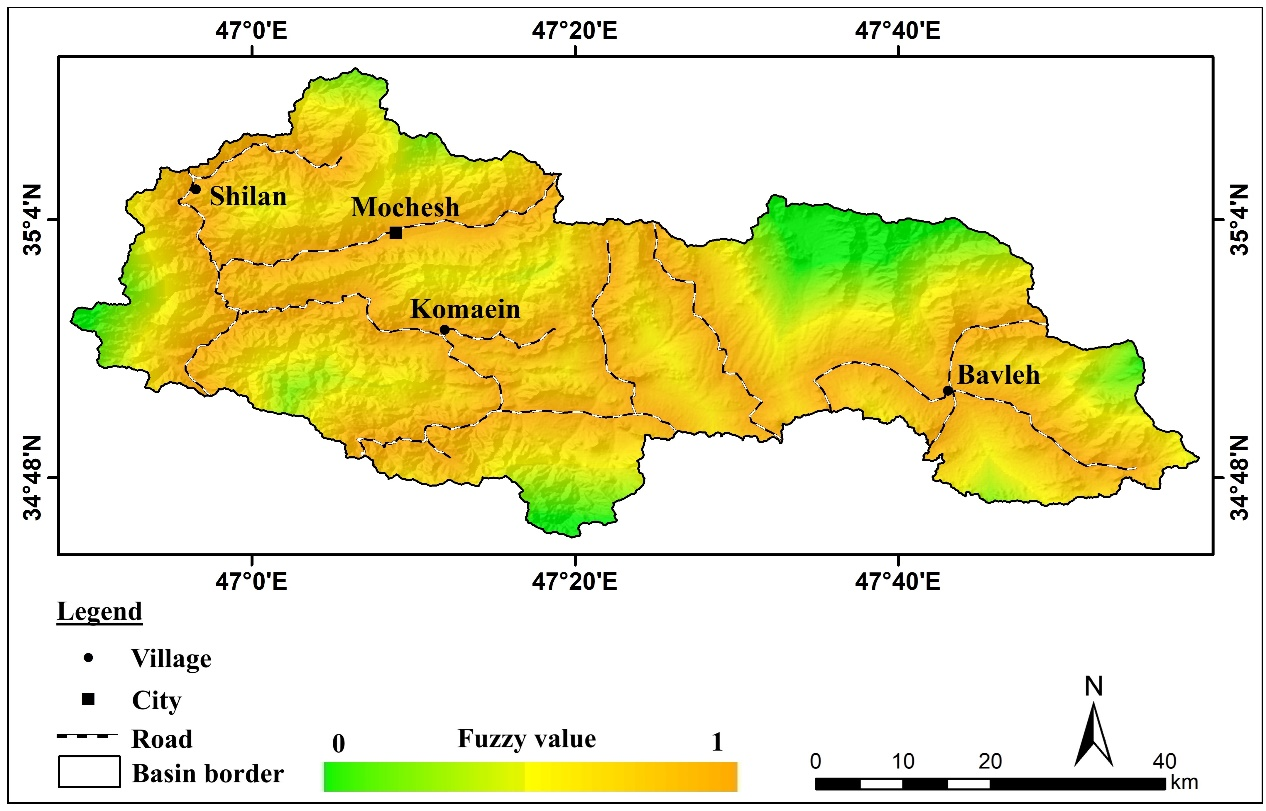 47°0'E 47°20'E 47°40'E
Shilan
Mochesh
35°4'N 35°4'N
Komaein
Bavleh
34°48'N 34°48'N
47°0'E 47°20'E 47°40'E
Legend
Village
City
Road
Basin border
0 Fuzzy value 1
N
0 10 20 40
km